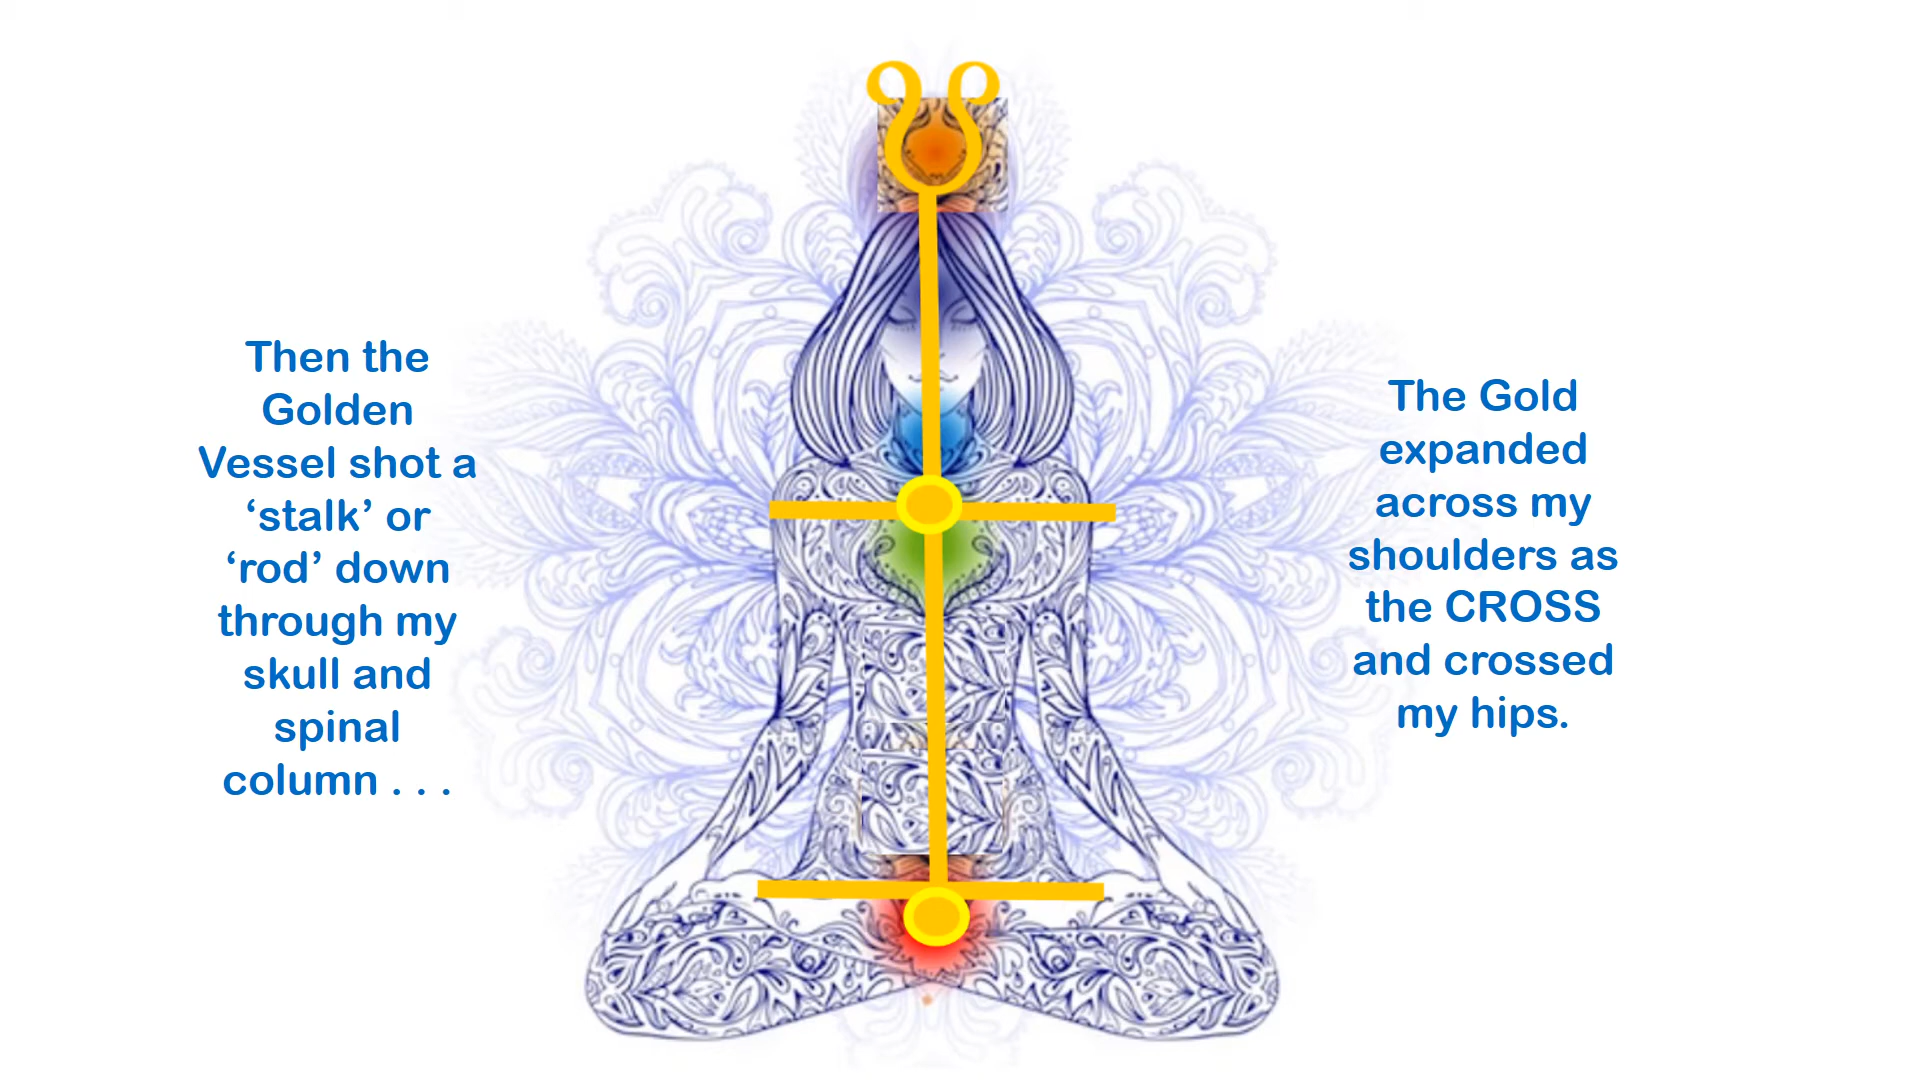 Then the
Golden
Vessel shot a
‘stalk’ or
‘rod’ down
through my
skull and
spinal
column . . .
The Gold
expanded
across my
shoulders as
the CROSS
and crossed
my hips.